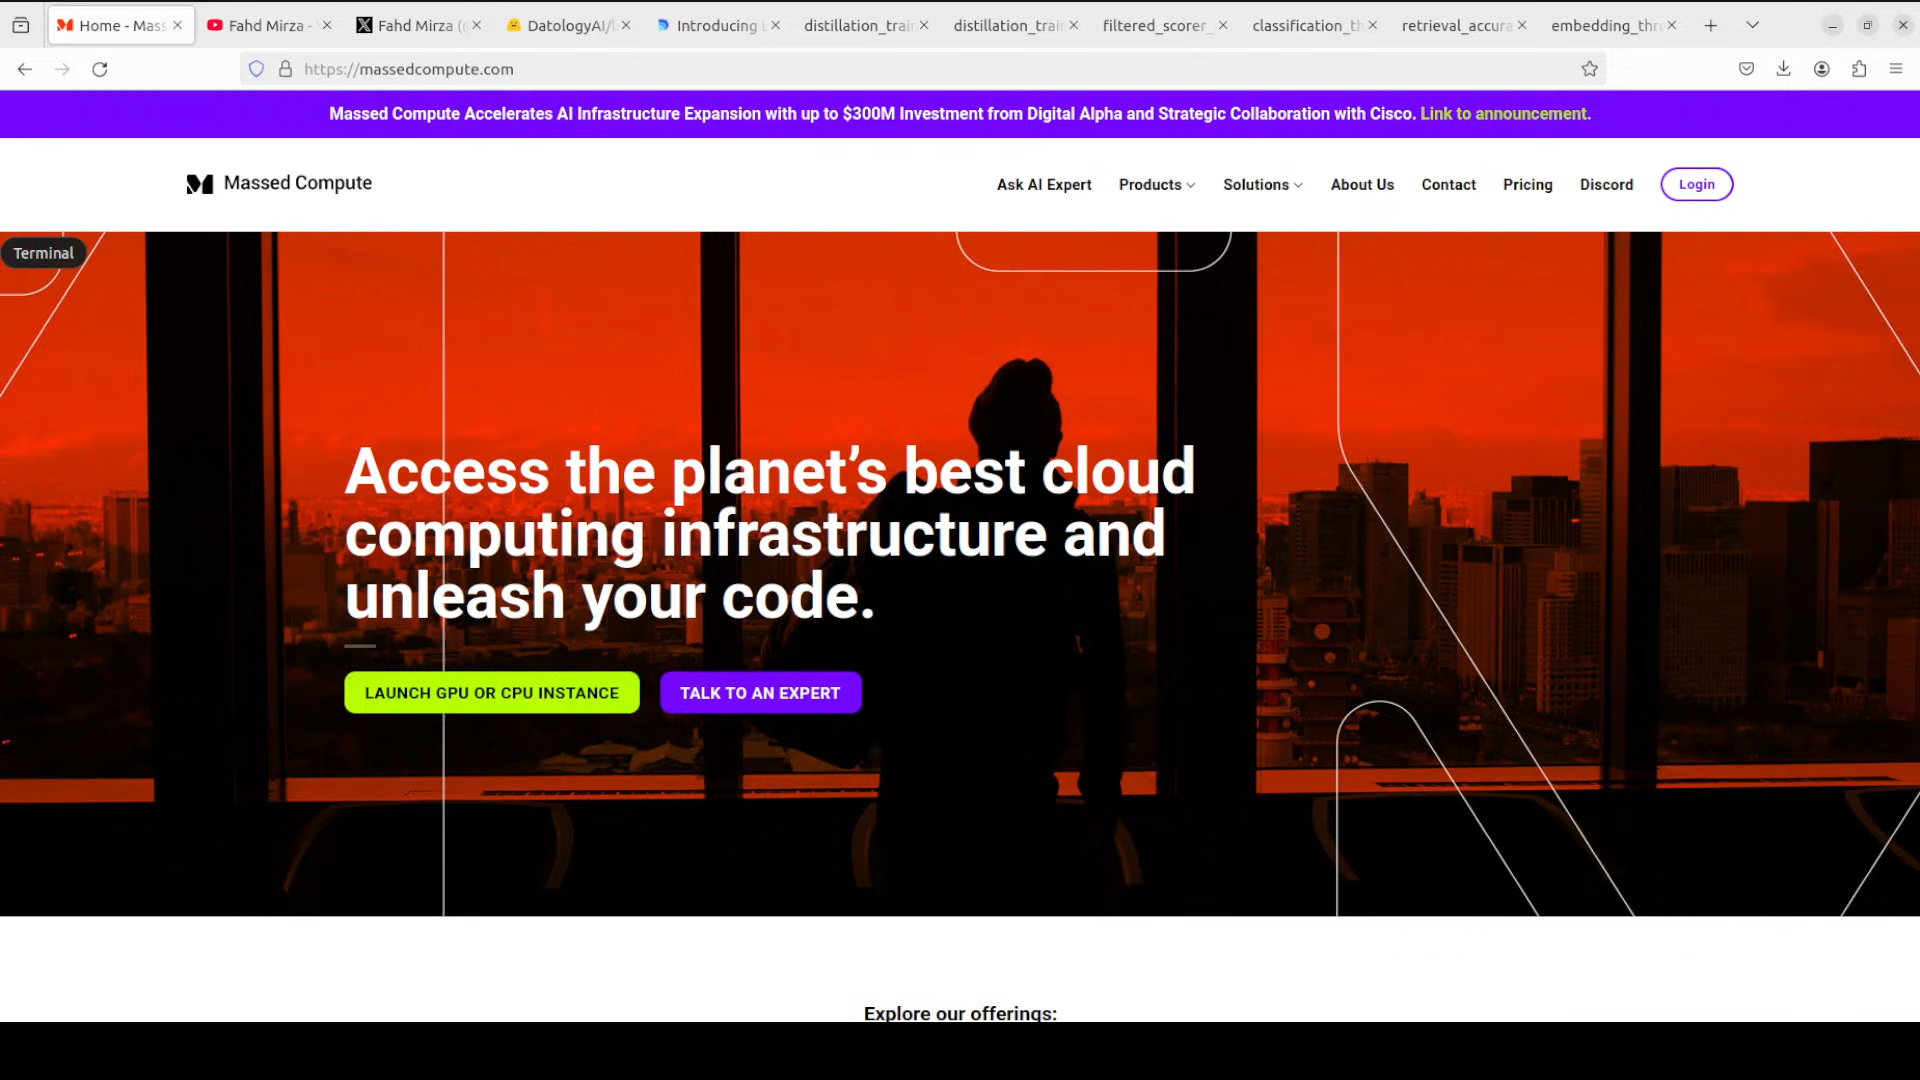 Home - Mass
Fahd Mirza -
Fahd Mirza (
DatologyAI/
Introducing
distillation_train
distillation_train
filtered_scorer_
classification_th
retrieval_accura
embedding_thr
https://massedcompute.com
Massed Compute Accelerates AI Infrastructure Expansion with up to $300M Investment from Digital Alpha and Strategic Collaboration with Cisco. Link to announcement.
Massed Compute
Ask AI Expert
Products
Solutions
About Us
Contact
Pricing
Discord
Login
Terminal
Access the planet’s best cloud
computing infrastructure and
unleash your code.
LAUNCH GPU OR CPU INSTANCE
TALK TO AN EXPERT
Explore our offerings: